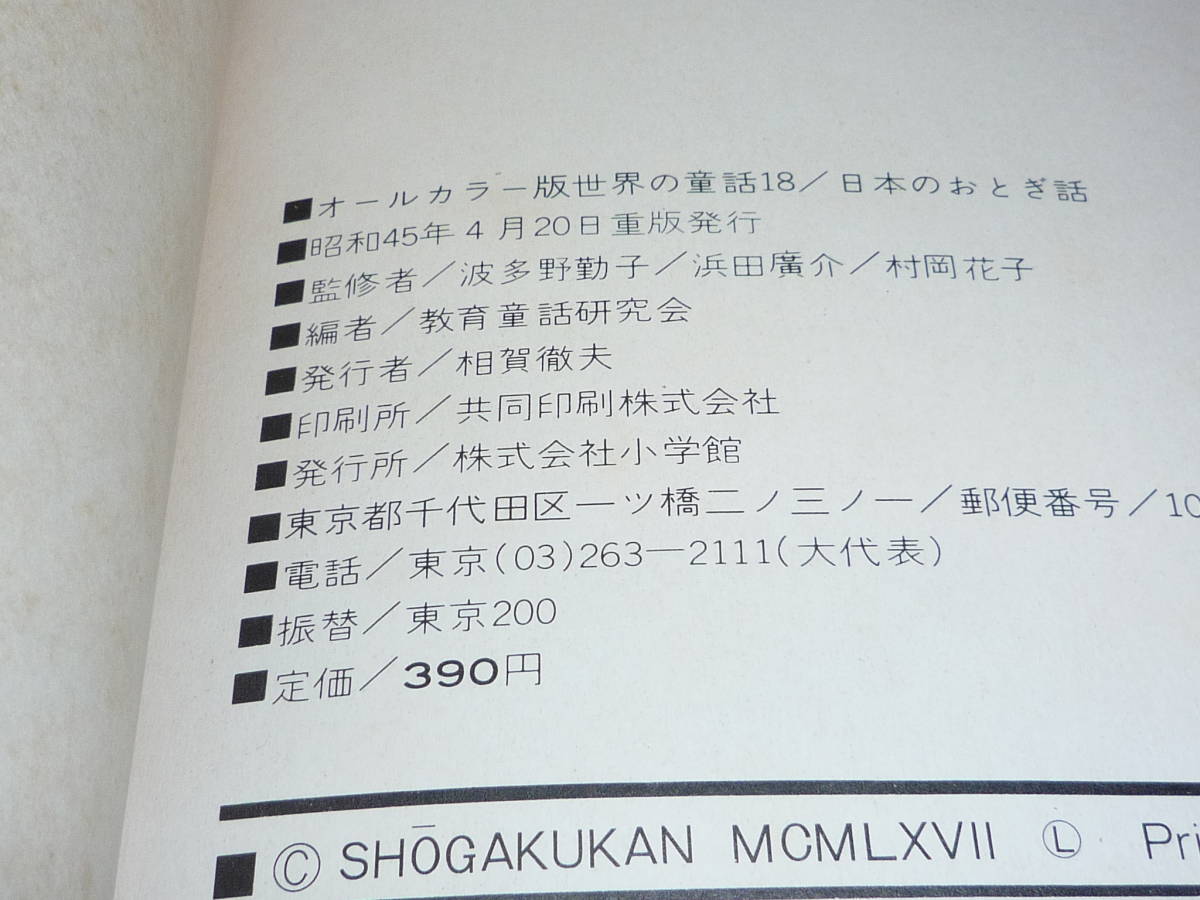 ■オールカラー版世界の童話18／日本のおとぎ話
■昭和45年4月20日重版発行
■監修者／波多野勤子／浜田廣介／村岡花子
■編者／教育童話研究会
■発行者／相賀徹夫
■印刷所／共同印刷株式会社
■発行所／株式会社小学館
■東京都千代田区一ツ橋二ノ三ノ一／郵便番号／10
■電話／東京(03)263—2111(大代表)
■振替／東京200
■定価／390円
■Ⓒ SHŌGAKUKAN MCMLXVII Ⓛ Pri